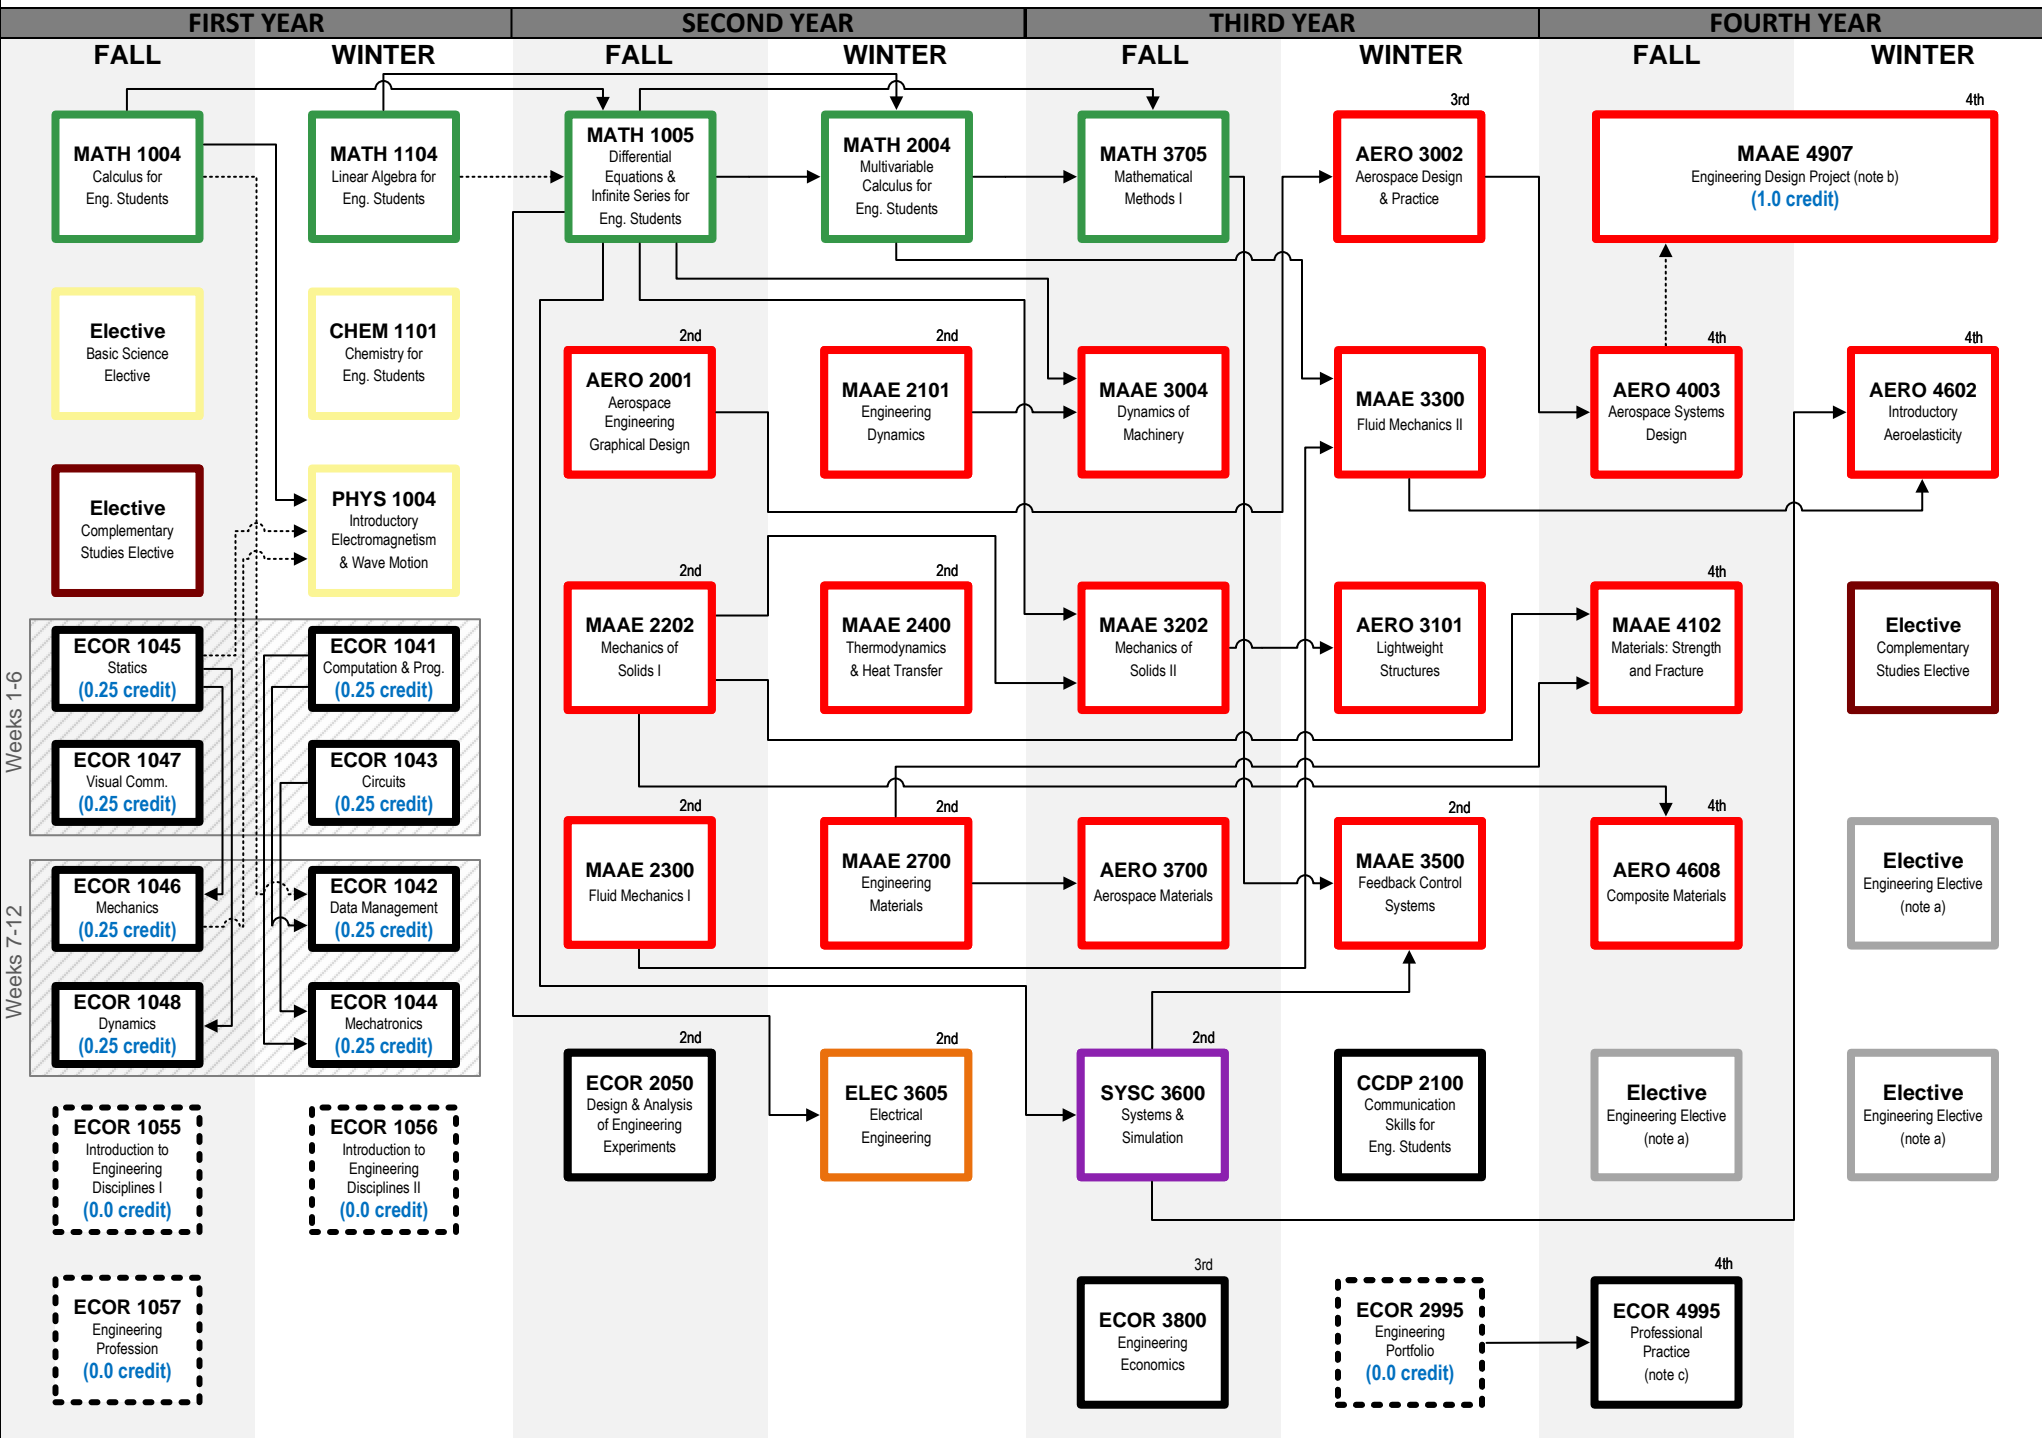 FIRST YEAR
SECOND YEAR
THIRD YEAR
FOURTH YEAR
FALL
WINTER
FALL
WINTER
FALL
WINTER
FALL
WINTER
MATH 1004
Calculus for
Eng. Students
MATH 1104
Linear Algebra for
Eng. Students
MATH 1005
Differential
Equations &
Infinite Series for
Eng. Students
MATH 2004
Multivariable
Calculus for
Eng. Students
MATH 3705
Mathematical
Methods I
3rd
AERO 3002
Aerospace Design
& Practice
4th
MAAE 4907
Engineering Design Project (note b)
(1.0 credit)
Elective
Basic Science
Elective
CHEM 1101
Chemistry for
Eng. Students
2nd
AERO 2001
Aerospace
Engineering
Graphical Design
2nd
MAAE 2101
Engineering
Dynamics
MAAE 3004
Dynamics of
Machinery
MAAE 3300
Fluid Mechanics II
4th
AERO 4003
Aerospace Systems
Design
4th
AERO 4602
Introductory
Aeroelasticity
Elective
Complementary
Studies Elective
PHYS 1004
Introductory
Electromagnetism
& Wave Motion
2nd
MAAE 2202
Mechanics of
Solids I
2nd
MAAE 2400
Thermodynamics
& Heat Transfer
MAAE 3202
Mechanics of
Solids II
AERO 3101
Lightweight
Structures
4th
MAAE 4102
Materials: Strength
and Fracture
Elective
Complementary
Studies Elective
Weeks 1-6
ECOR 1045
Statics
(0.25 credit)
ECOR 1041
Computation & Prog.
(0.25 credit)
ECOR 1047
Visual Comm.
(0.25 credit)
ECOR 1043
Circuits
(0.25 credit)
2nd
MAAE 2300
Fluid Mechanics I
2nd
MAAE 2700
Engineering
Materials
AERO 3700
Aerospace Materials
2nd
MAAE 3500
Feedback Control
Systems
4th
AERO 4608
Composite Materials
Elective
Engineering Elective
(note a)
Weeks 7-12
ECOR 1046
Mechanics
(0.25 credit)
ECOR 1042
Data Management
(0.25 credit)
ECOR 1048
Dynamics
(0.25 credit)
ECOR 1044
Mechatronics
(0.25 credit)
2nd
ECOR 2050
Design & Analysis
of Engineering
Experiments
2nd
ELEC 3605
Electrical
Engineering
2nd
SYSC 3600
Systems &
Simulation
CCDP 2100
Communication
Skills for
Eng. Students
Elective
Engineering Elective
(note a)
Elective
Engineering Elective
(note a)
ECOR 1055
Introduction to
Engineering
Disciplines I
(0.0 credit)
ECOR 1056
Introduction to
Engineering
Disciplines II
(0.0 credit)
ECOR 1057
Engineering
Profession
(0.0 credit)
3rd
ECOR 3800
Engineering
Economics
ECOR 2995
Engineering
Portfolio
(0.0 credit)
4th
ECOR 4995
Professional
Practice
(note c)